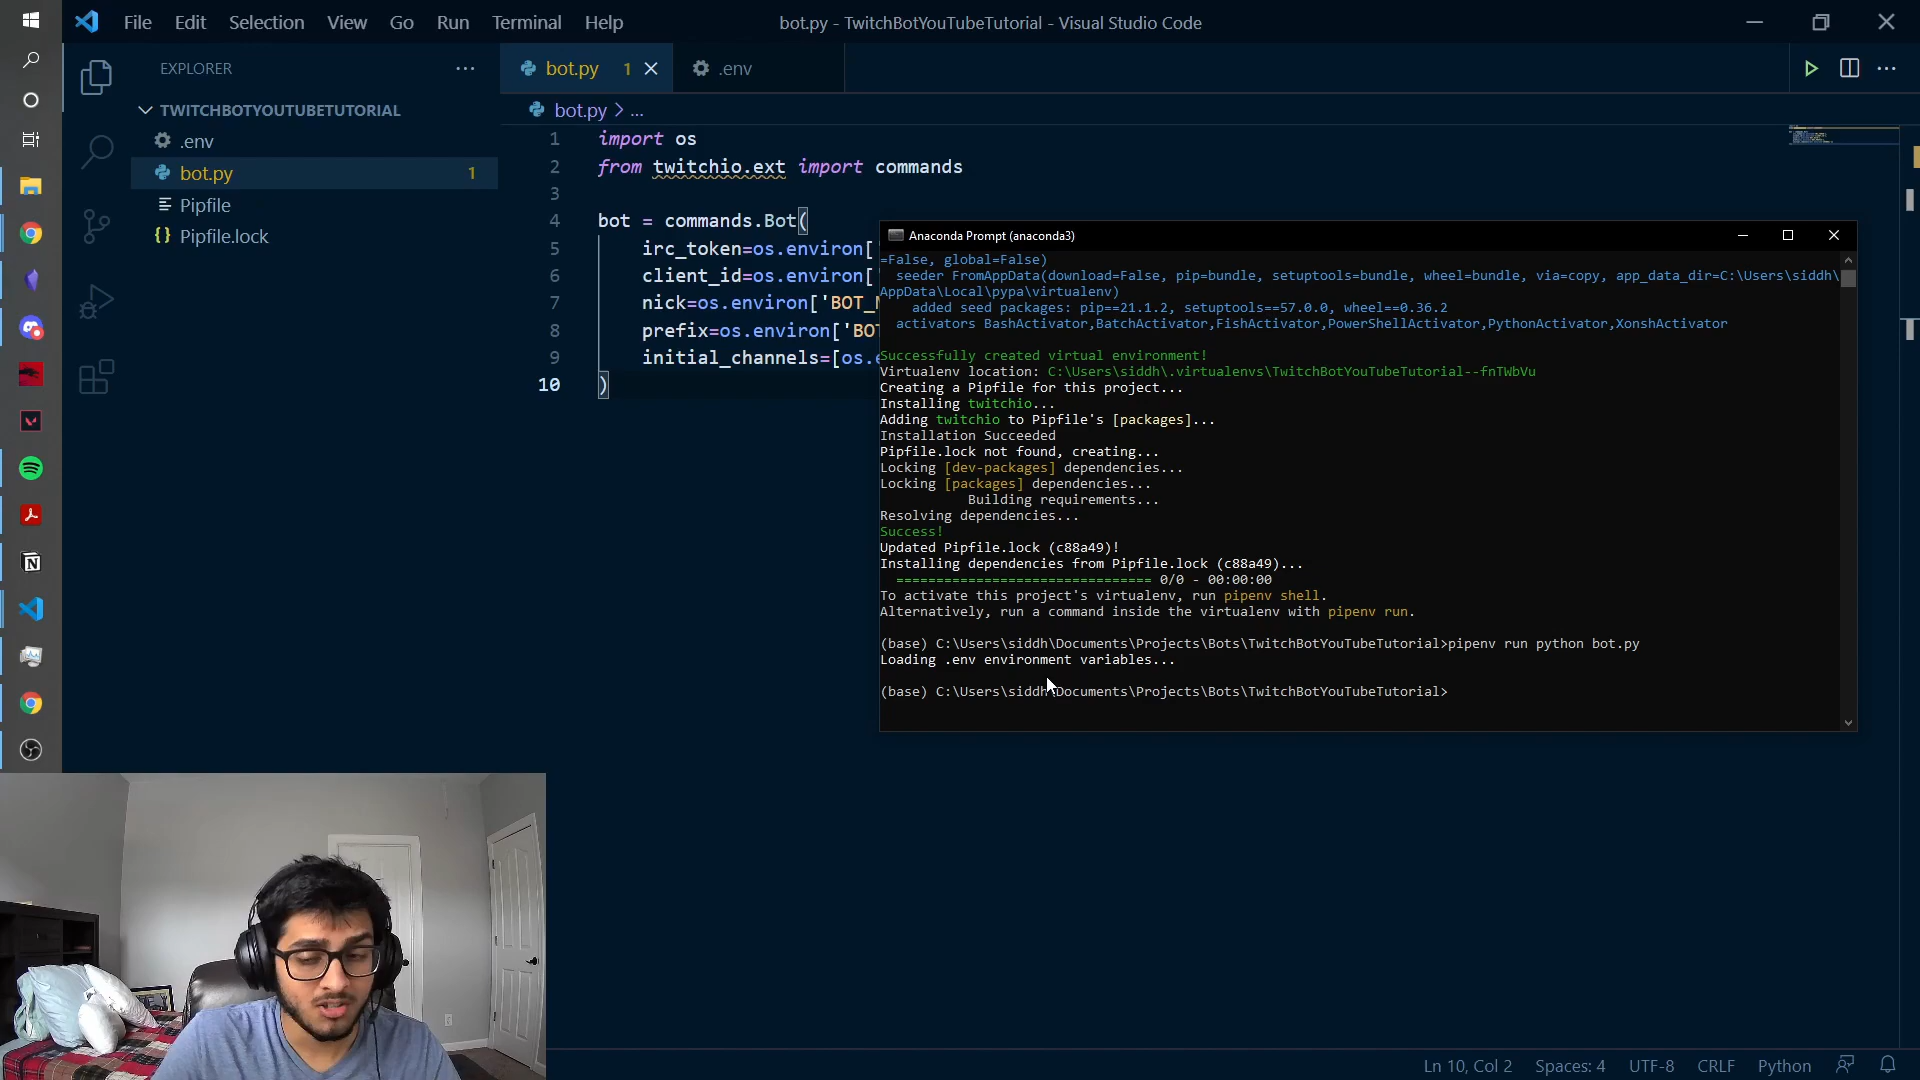 File Edit Selection View Go Run Terminal Help
bot.py - TwitchBotYouTubeTutorial - Visual Studio Code
EXPLORER
TWITCHBOTYOUTUBETUTORIAL
.env
bot.py 1
Pipfile
{} Pipfile.lock
bot.py 1
.env
bot.py > ...
1 import os
2 from twitchio.ext import commands
3
4 bot = commands.Bot(
5 irc_token=os.environ['
6 client_id=os.environ['
7 nick=os.environ['BOT_N
8 prefix=os.environ['BOT
9 initial_channels=[os.e
10 )
Anaconda Prompt (anaconda3)
=False, global=False)
seeder FromAppData(download=False, pip=bundle, setuptools=bundle, wheel=bundle, via=copy, app_data_dir=C:\Users\siddh\
AppData\Local\pypa\virtualenv)
added seed packages: pip==21.1.2, setuptools==57.0.0, wheel==0.36.2
activators BashActivator,BatchActivator,FishActivator,PowerShellActivator,PythonActivator,XonshActivator
Successfully created virtual environment!
Virtualenv location: C:\Users\siddh\.virtualenvs\TwitchBotYouTubeTutorial--fnTWbVu
Creating a Pipfile for this project...
Installing twitchio...
Adding twitchio to Pipfile's [packages]...
Installation Succeeded
Pipfile.lock not found, creating...
Locking [dev-packages] dependencies...
Locking [packages] dependencies...
Building requirements...
Resolving dependencies...
Success!
Updated Pipfile.lock (c88a49)!
Installing dependencies from Pipfile.lock (c88a49)...
================================ 0/0 - 00:00:00
To activate this project's virtualenv, run pipenv shell.
Alternatively, run a command inside the virtualenv with pipenv run.
(base) C:\Users\siddh\Documents\Projects\Bots\TwitchBotYouTubeTutorial>pipenv run python bot.py
Loading .env environment variables...
(base) C:\Users\siddh\Documents\Projects\Bots\TwitchBotYouTubeTutorial>
Ln 10, Col 2 Spaces: 4 UTF-8 CRLF Python